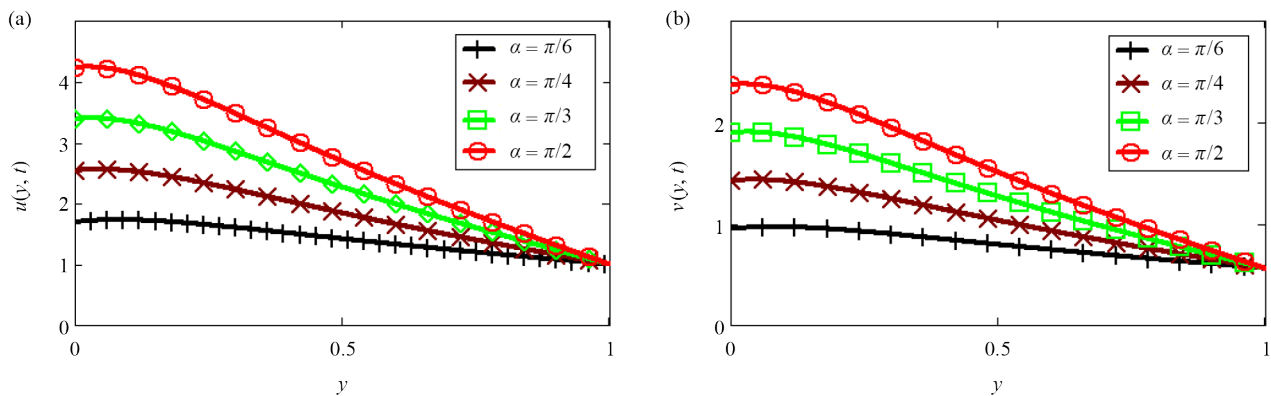 (a)
u(y, t)
4
3
2
1
0
0
0.5
1
y
α = π/6
α = π/4
α = π/3
α = π/2
(b)
v(y, t)
2
1
0
0
0.5
1
y
α = π/6
α = π/4
α = π/3
α = π/2